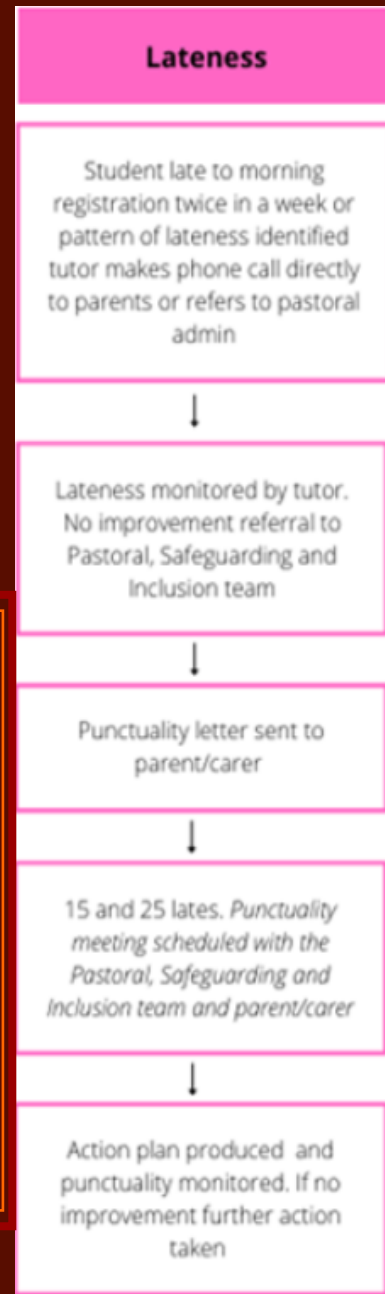 Lateness
Student late to morning
registration twice in a week or
pattern of lateness identified
tutor makes phone call directly
to parents or refers to pastoral
admin
↓
Lateness monitored by tutor.
No improvement referral to
Pastoral, Safeguarding and
Inclusion team
↓
Punctuality letter sent to
parent/carer
↓
15 and 25 lates. Punctuality
meeting scheduled with the
Pastoral, Safeguarding and
Inclusion team and parent/carer
↓
Action plan produced and
punctuality monitored. If no
improvement further action
taken